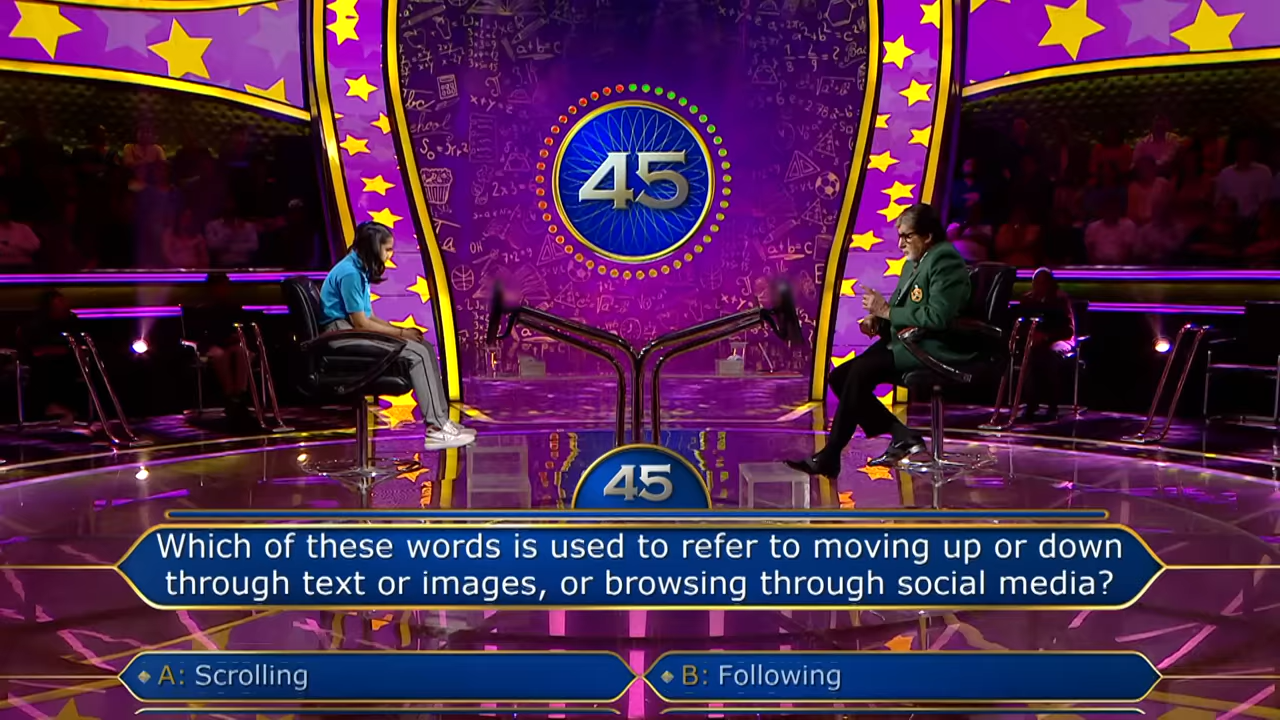 45
45
Which of these words is used to refer to moving up or down
through text or images, or browsing through social media?
A: Scrolling
B: Following